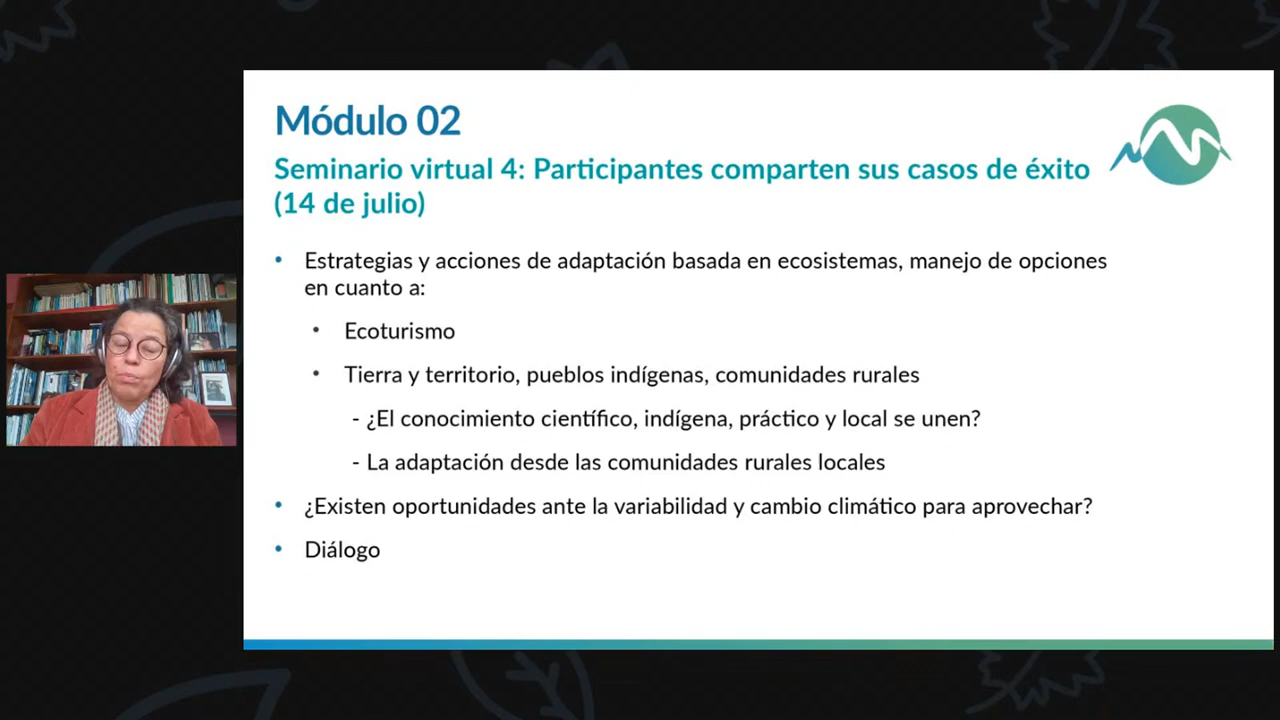 Módulo 02
Seminario virtual 4: Participantes comparten sus casos de éxito
(14 de julio)
• Estrategias y acciones de adaptación basada en ecosistemas, manejo de opciones
en cuanto a:
• Ecoturismo
• Tierra y territorio, pueblos indígenas, comunidades rurales
- ¿El conocimiento científico, indígena, práctico y local se unen?
- La adaptación desde las comunidades rurales locales
• ¿Existen oportunidades ante la variabilidad y cambio climático para aprovechar?
• Diálogo